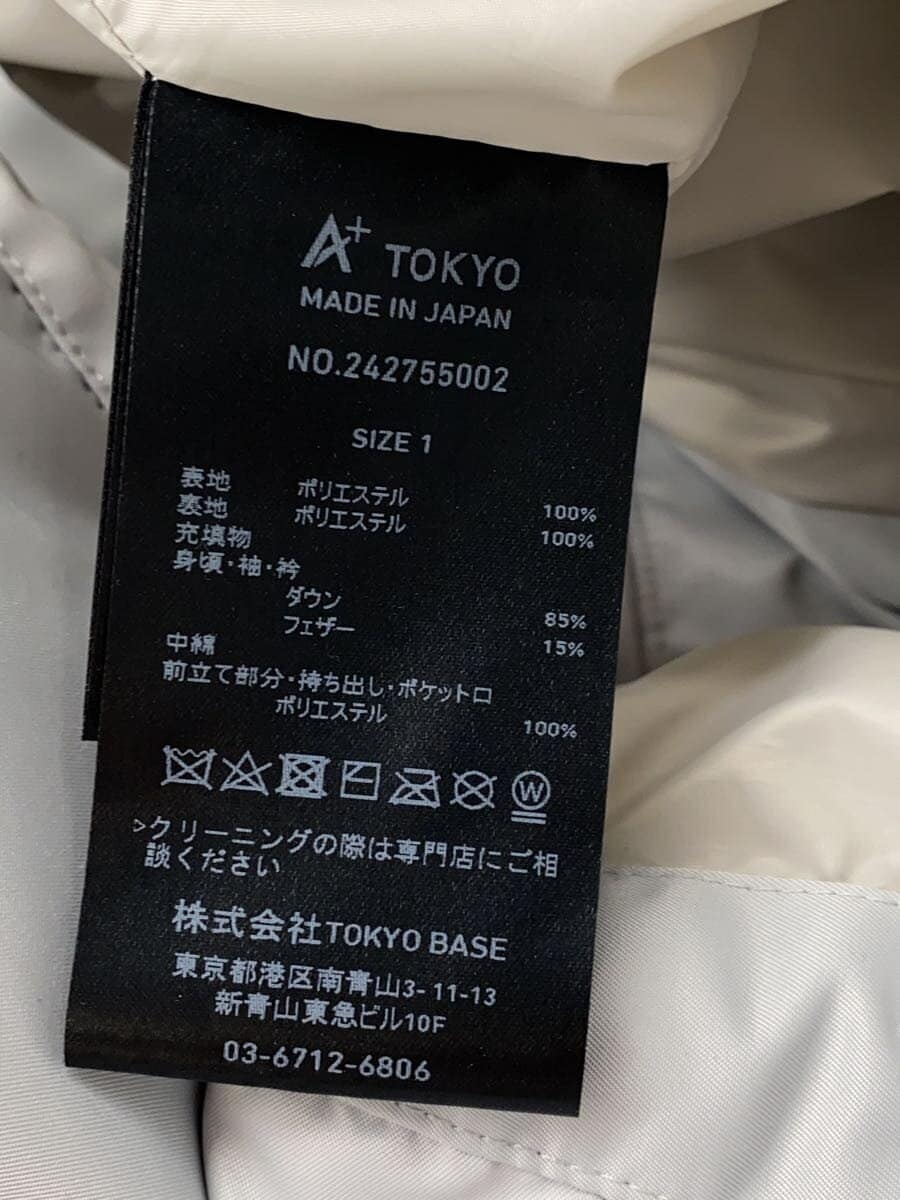 A+ TOKYO
MADE IN JAPAN
NO.242755002
SIZE 1
表地 ポリエステル 100%
裏地 ポリエステル 100%
充填物
身頃・袖・衿
ダウン 85%
フェザー 15%
中綿
前立て部分・持ち出し・ポケット口
ポリエステル 100%
W
>クリーニングの際は専門店にご相
談ください
株式会社TOKYO BASE
東京都港区南青山3-11-13
新青山東急ビル10F
03-6712-6806